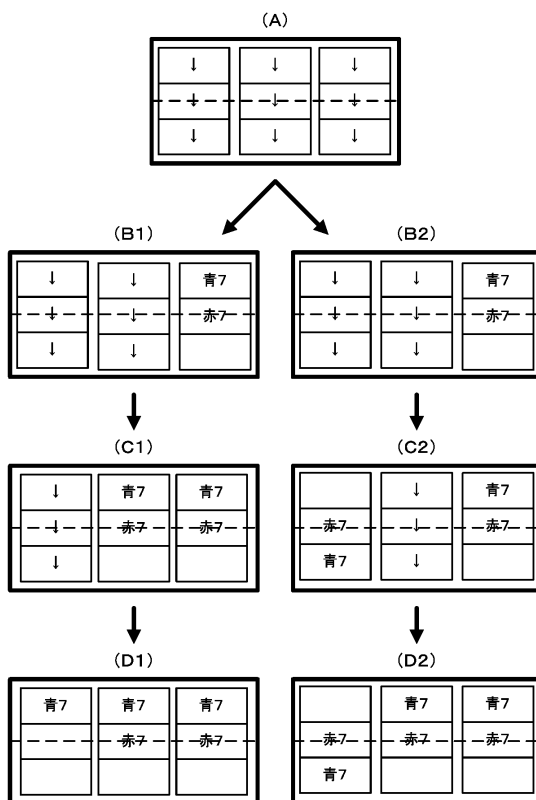 (A)
↓ ↓ ↓
↓ ↓ ↓
↓ ↓ ↓
(B1) (B2)
↓ ↓ 青7 ↓ ↓ 青7
↓ ↓ 赤7 ↓ ↓ 赤7
↓ ↓ ↓ ↓
(C1) (C2)
↓ 青7 青7 ↓ 青7
↓ 赤7 赤7 赤7 ↓ 赤7
↓ 青7 ↓
(D1) (D2)
青7 青7 青7 青7 青7
赤7 赤7 赤7 赤7 赤7
青7